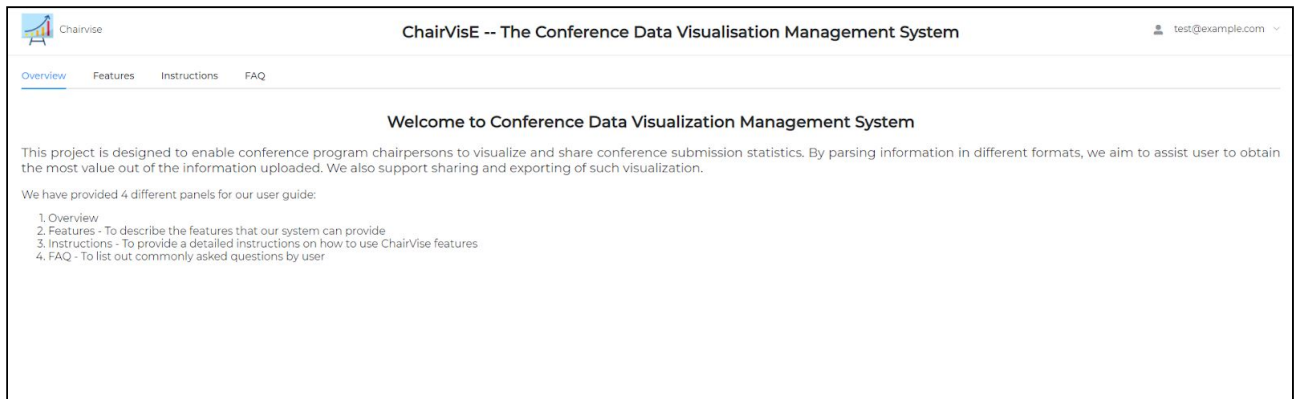 Chairvise
ChairVisE -- The Conference Data Visualisation Management System
test@example.com
Overview Features Instructions FAQ
Welcome to Conference Data Visualization Management System
This project is designed to enable conference program chairpersons to visualize and share conference submission statistics. By parsing information in different formats, we aim to assist user to obtain
the most value out of the information uploaded. We also support sharing and exporting of such visualization.
We have provided 4 different panels for our user guide:
1. Overview
2. Features - To describe the features that our system can provide
3. Instructions - To provide a detailed instructions on how to use ChairVise features
4. FAQ - To list out commonly asked questions by user